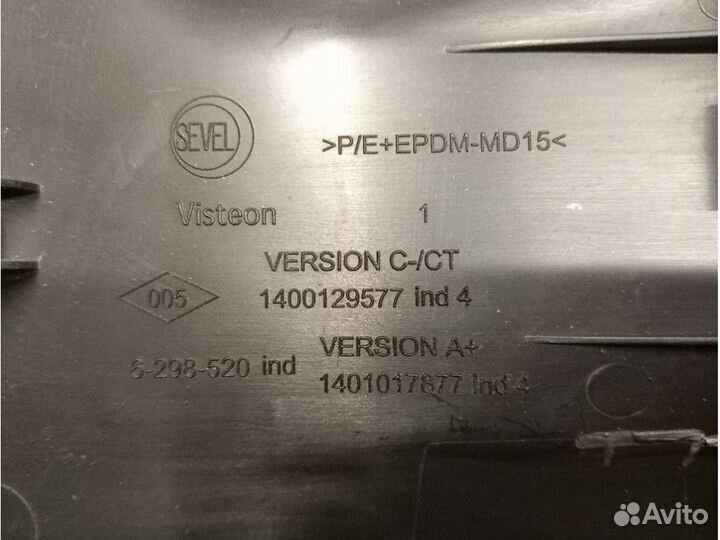 SEVEL
>P/E+EPDM-MD15<
Visteon 1
VERSION C-/CT
005 1400129577 ind 4
VERSION A+
6-298-520 ind
1401017877 ind 4
Avito